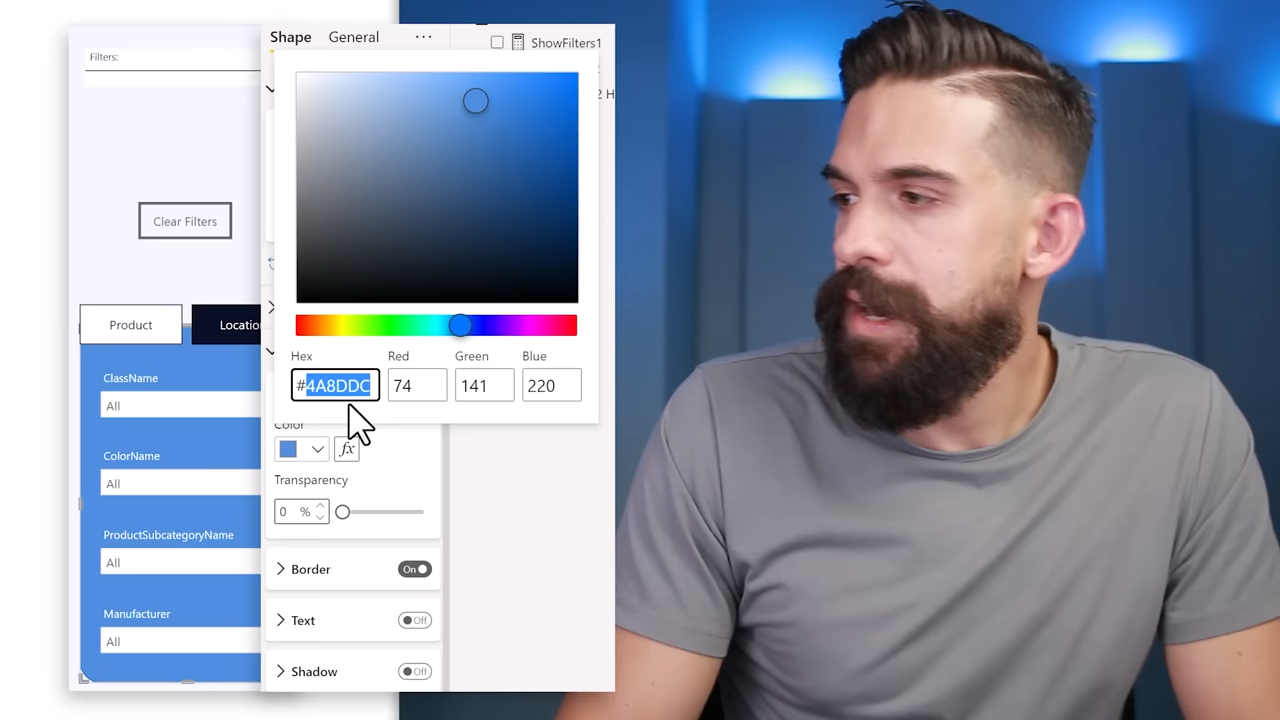 Filters:
Clear Filters
Product
Locatio
ClassName
All
ColorName
All
ProductSubcategoryName
All
Manufacturer
All
Shape
General
...
Hex
Red
Green
Blue
#4A8DDC
74
141
220
Color
fx
Transparency
0 %
Border
On
Text
Off
Shadow
Off
ShowFilters1
2 H